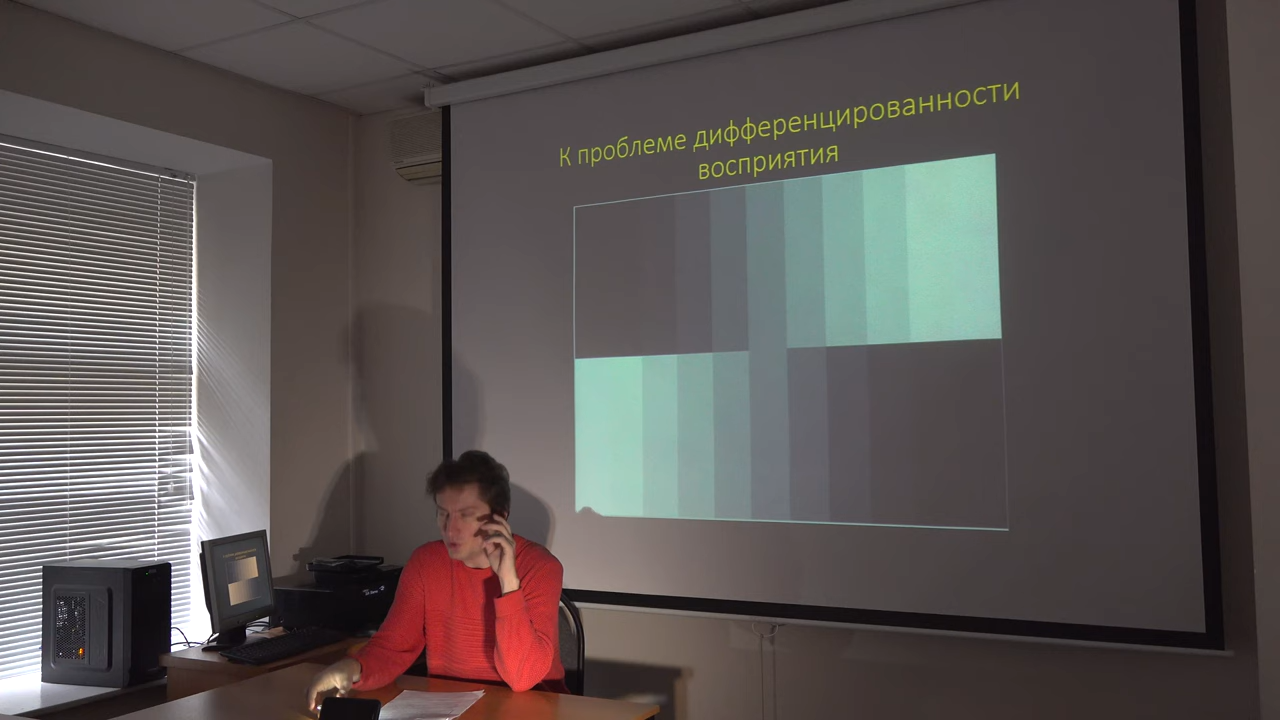 К проблеме дифференцированности
восприятия